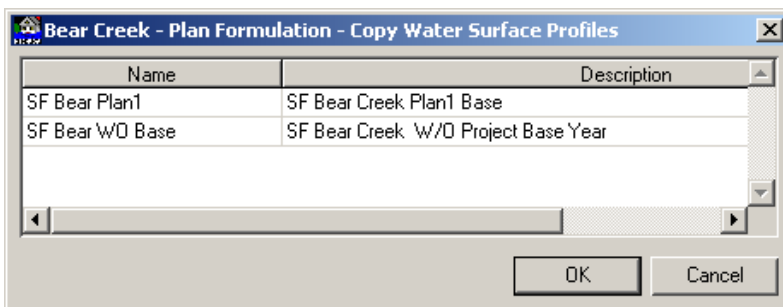 Bear Creek - Plan Formulation - Copy Water Surface Profiles
Name Description
SF Bear Plan1 SF Bear Creek Plan1 Base
SF Bear WO Base SF Bear Creek  W/O Project Base Year
OK Cancel